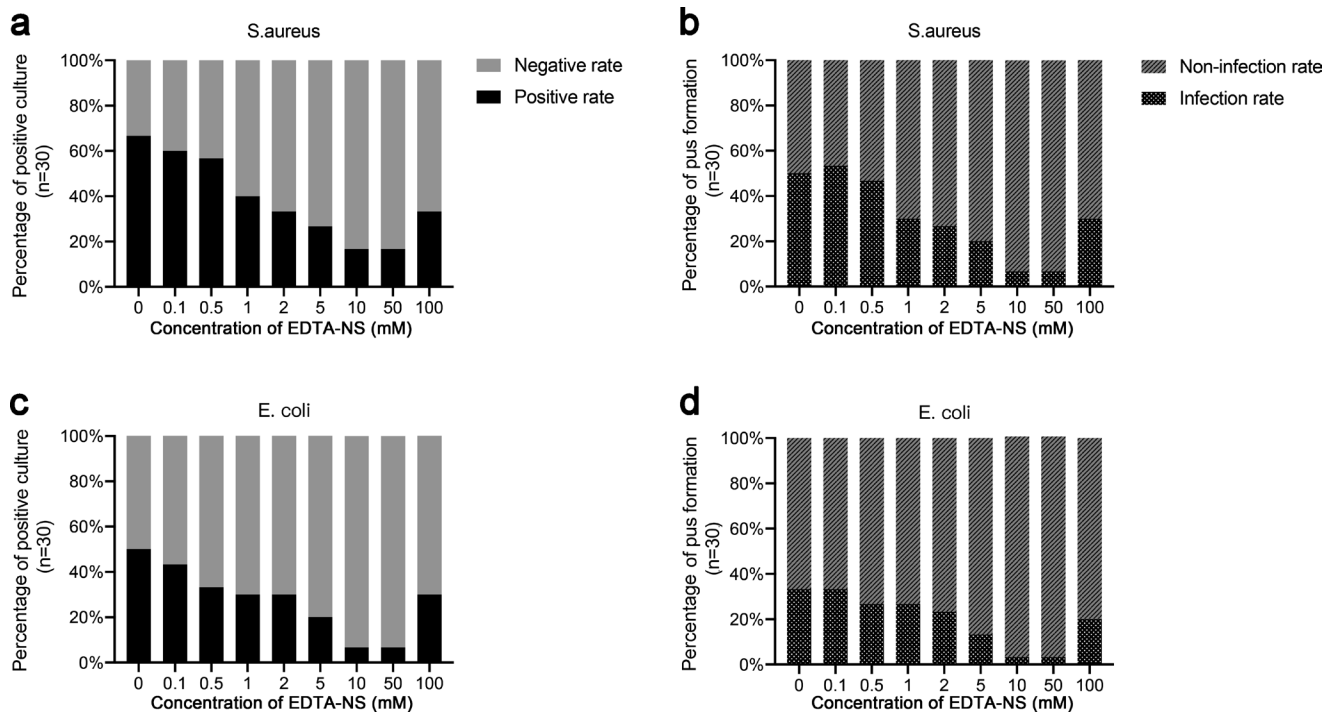 a
S.aureus
Percentage of positive culture
(n=30)
100%
80%
60%
40%
20%
0%
0 0.1 0.5 1 2 5 10 50 100
Concentration of EDTA-NS (mM)
Negative rate
Positive rate
b
S.aureus
Percentage of pus formation
(n=30)
100%
80%
60%
40%
20%
0%
0 0.1 0.5 1 2 5 10 50 100
Concentration of EDTA-NS (mM)
Non-infection rate
Infection rate
c
E. coli
Percentage of positive culture
(n=30)
100%
80%
60%
40%
20%
0%
0 0.1 0.5 1 2 5 10 50 100
Concentration of EDTA-NS (mM)
d
E. coli
Percentage of pus formation
(n=30)
100%
80%
60%
40%
20%
0%
0 0.1 0.5 1 2 5 10 50 100
Concentration of EDTA-NS (mM)